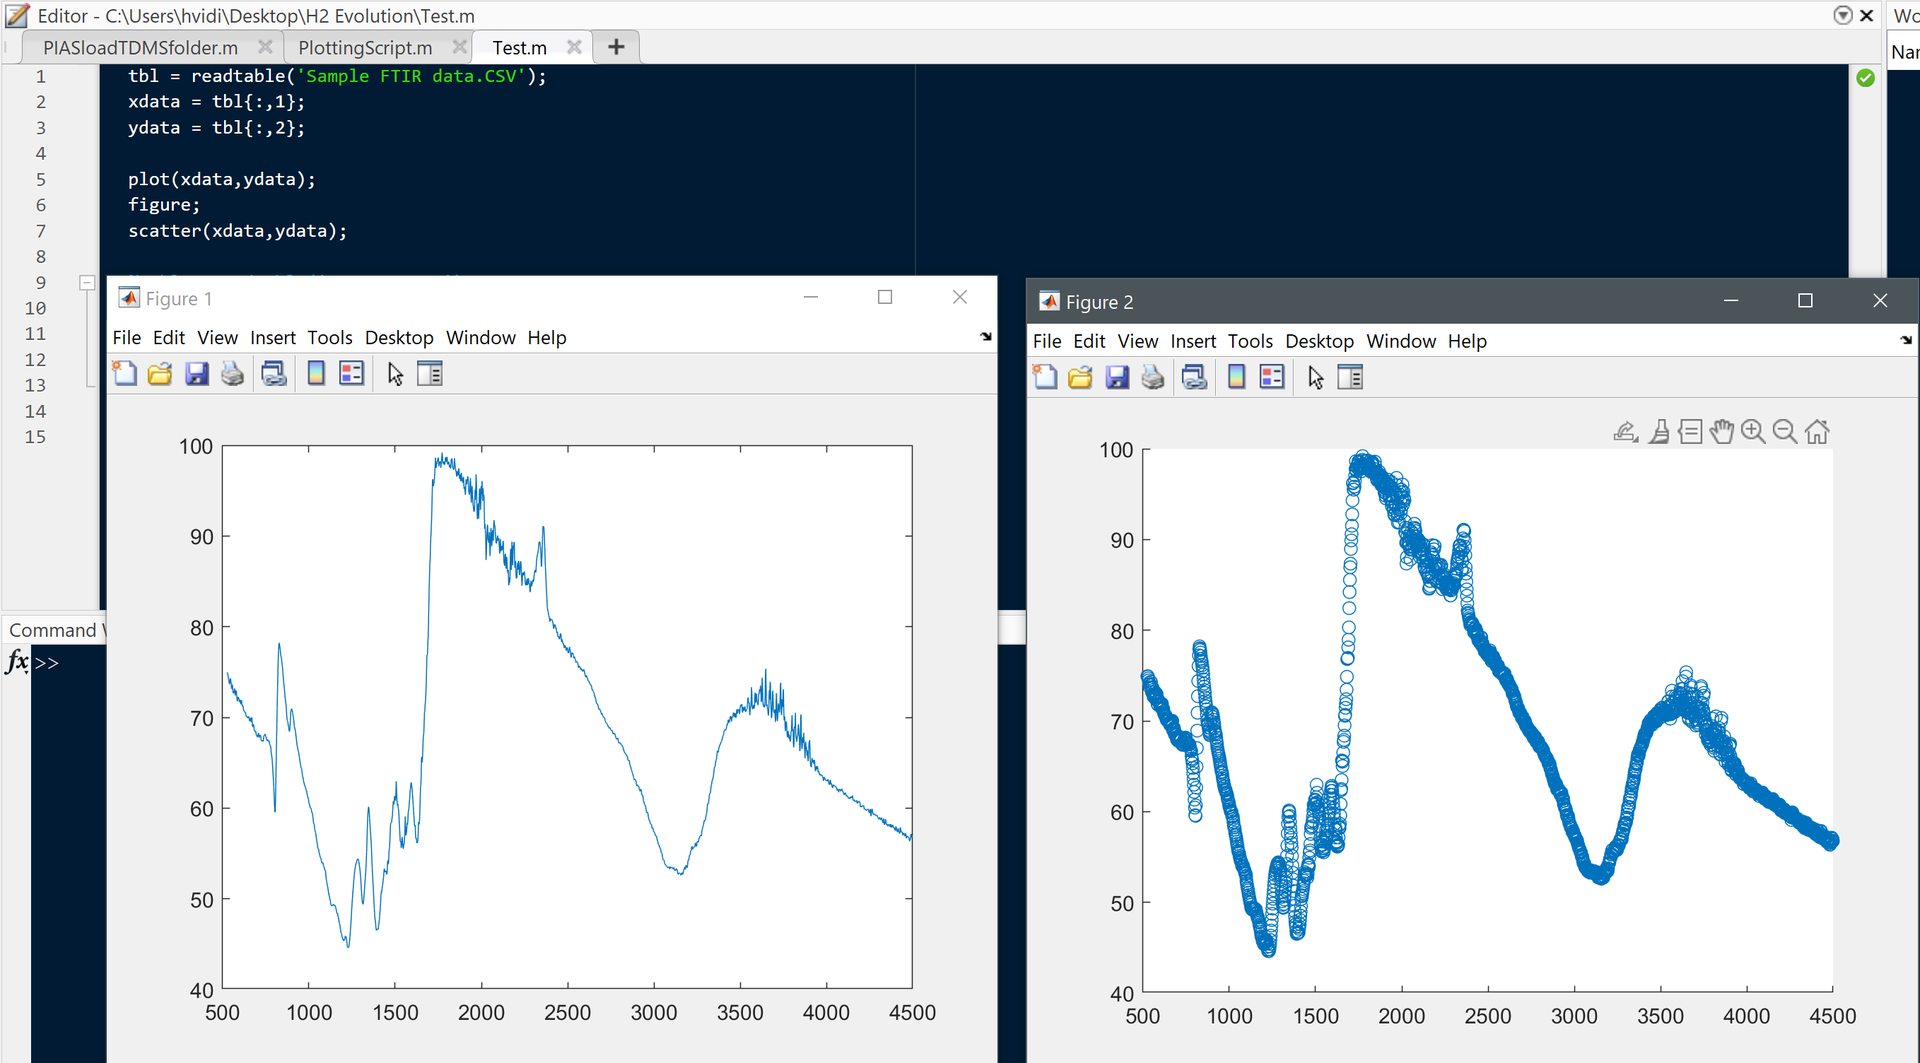 Editor - C:\Users\hvidi\Desktop\H2 Evolution\Test.m
Wo
PIASloadTDMSfolder.m
PlottingScript.m
Test.m
Nar
1 tbl = readtable('Sample FTIR data.CSV');
2 xdata = tbl{:,1};
3 ydata = tbl{:,2};
4
5 plot(xdata,ydata);
6 figure;
7 scatter(xdata,ydata);
8
9
10
11
12
13
14
15
Command
fx >>
Figure 1
File Edit View Insert Tools Desktop Window Help
100
90
80
70
60
50
40
500 1000 1500 2000 2500 3000 3500 4000 4500
Figure 2
File Edit View Insert Tools Desktop Window Help
100
90
80
70
60
50
40
500 1000 1500 2000 2500 3000 3500 4000 4500